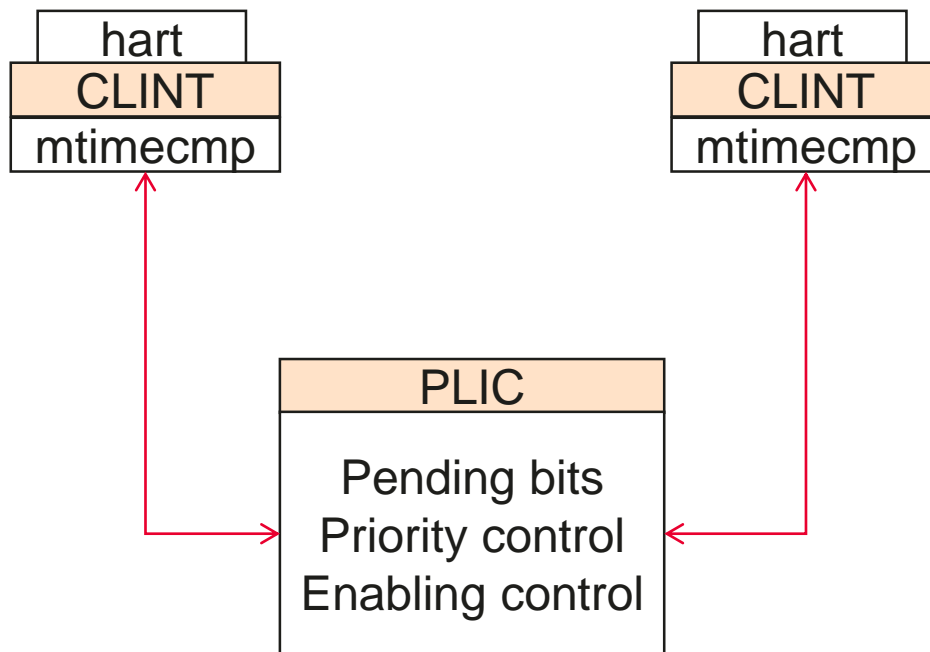 hart
CLINT
mtimecmp
hart
CLINT
mtimecmp
PLIC
Pending bits
Priority control
Enabling control